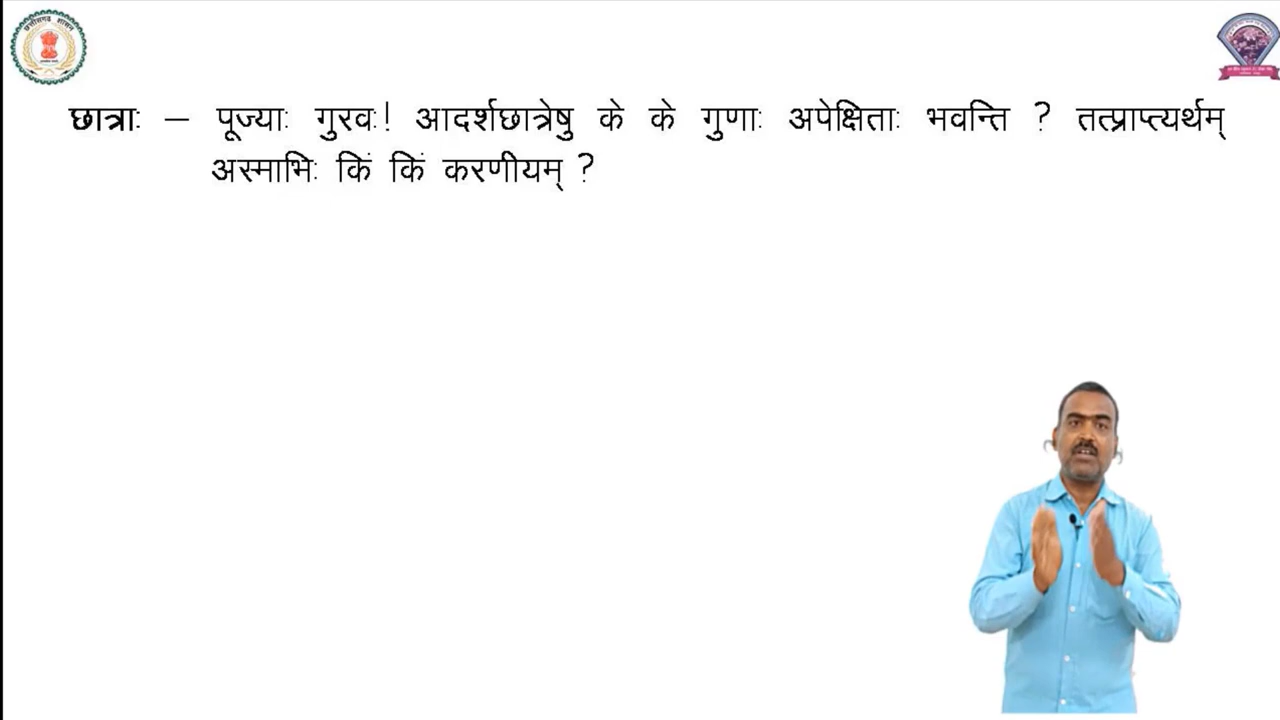 छात्राः – पूज्याः गुरवः! आदर्शछात्रेषु के के गुणाः अपेक्षिताः भवन्ति ? तत्प्राप्त्यर्थम्
अस्माभिः किं किं करणीयम् ?